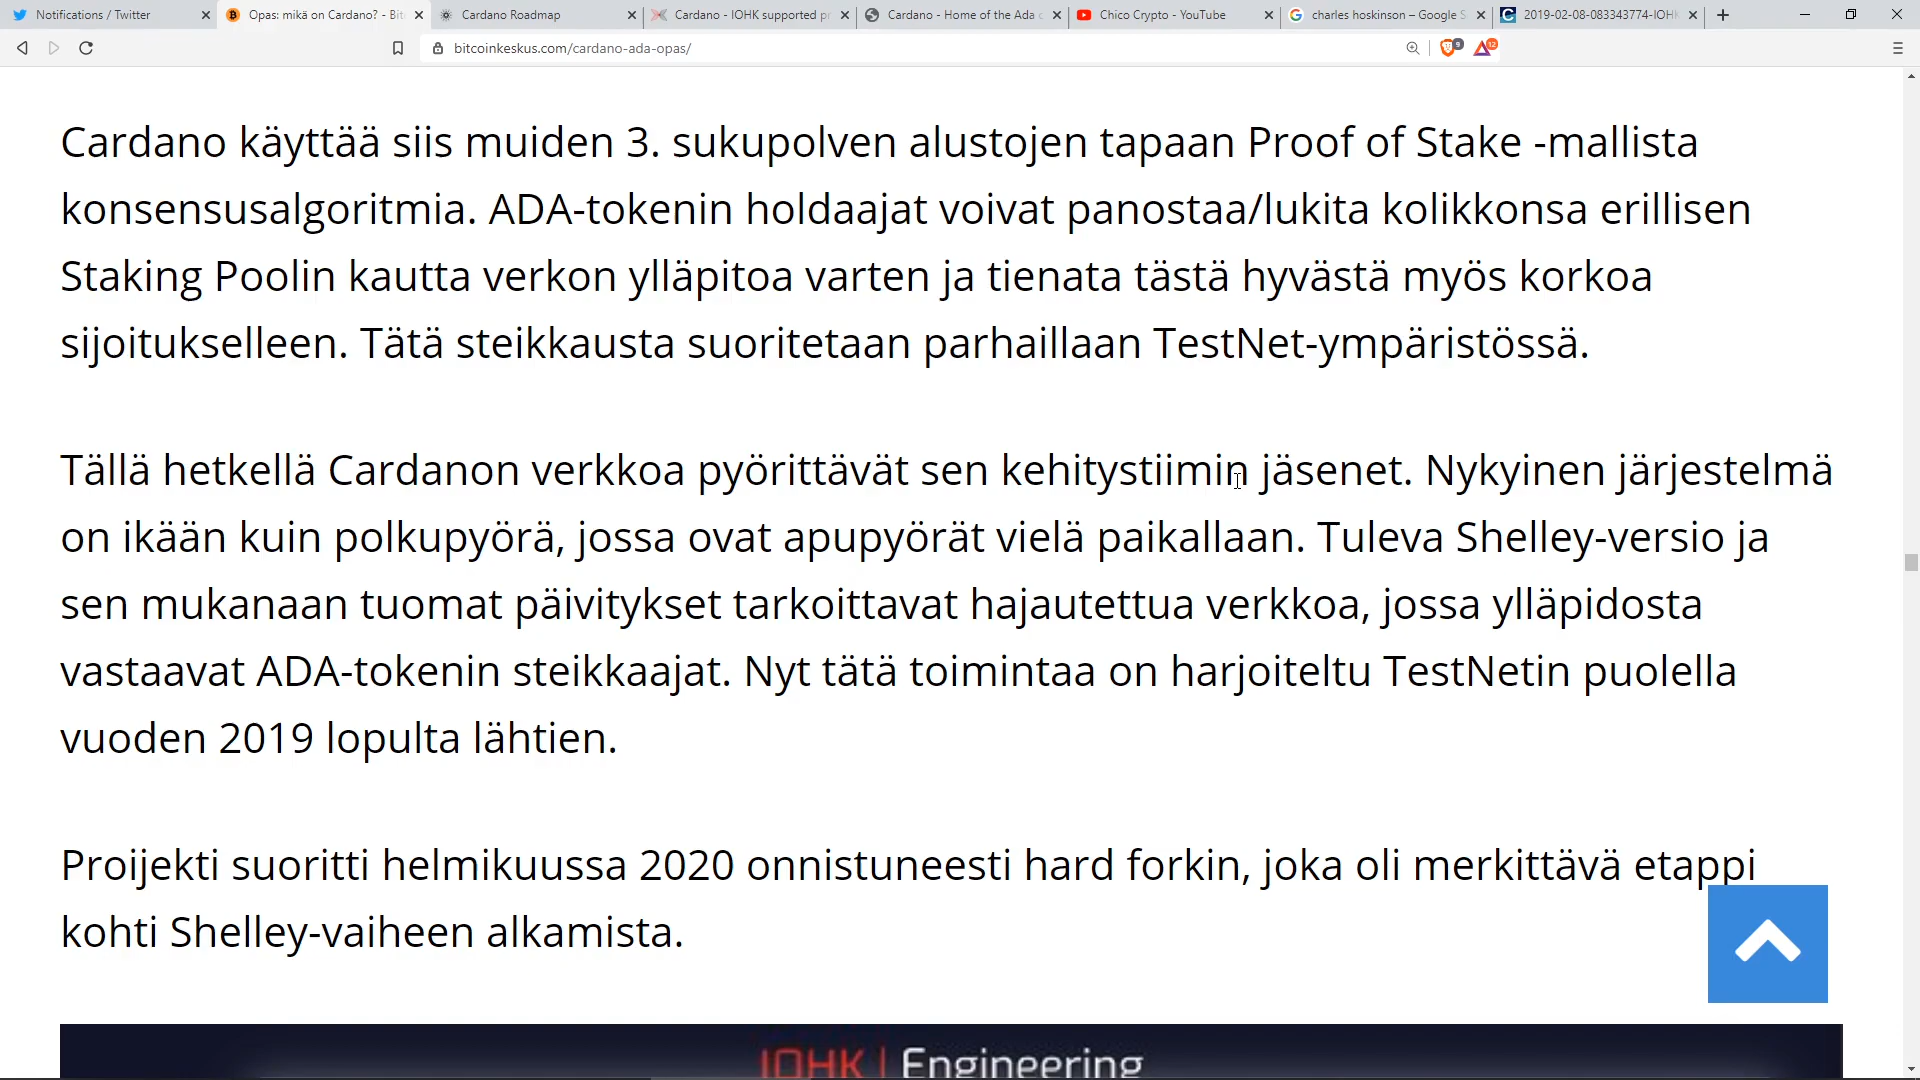 Notifications / Twitter
Opas: mikä on Cardano? - Bit
Cardano Roadmap
Cardano - IOHK supported pr
Cardano - Home of the Ada c
Chico Crypto - YouTube
charles hoskinson – Google S
2019-02-08-083343774-IOHK
bitcoinkeskus.com/cardano-ada-opas/
9
12
Cardano käyttää siis muiden 3. sukupolven alustojen tapaan Proof of Stake -mallista
konsensusalgoritmia. ADA-tokenin holdaajat voivat panostaa/lukita kolikkonsa erillisen
Staking Poolin kautta verkon ylläpitoa varten ja tienata tästä hyvästä myös korkoa
sijoitukselleen. Tätä steikkausta suoritetaan parhaillaan TestNet-ympäristössä.
Tällä hetkellä Cardanon verkkoa pyörittävät sen kehitystiimin jäsenet. Nykyinen järjestelmä
on ikään kuin polkupyörä, jossa ovat apupyörät vielä paikallaan. Tuleva Shelley-versio ja
sen mukanaan tuomat päivitykset tarkoittavat hajautettua verkkoa, jossa ylläpidosta
vastaavat ADA-tokenin steikkaajat. Nyt tätä toimintaa on harjoiteltu TestNetin puolella
vuoden 2019 lopulta lähtien.
Proijekti suoritti helmikuussa 2020 onnistuneesti hard forkin, joka oli merkittävä etappi
kohti Shelley-vaiheen alkamista.
IOHK | Engineering